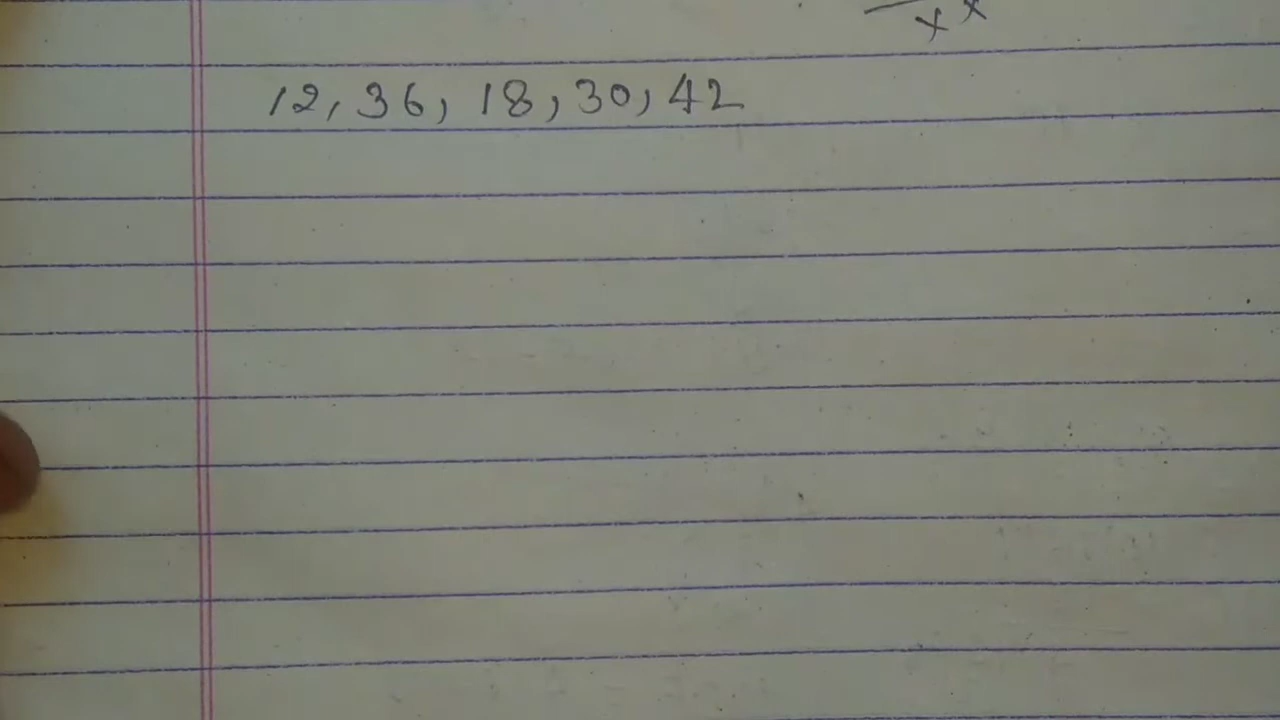 x x
12, 36, 18, 30, 42